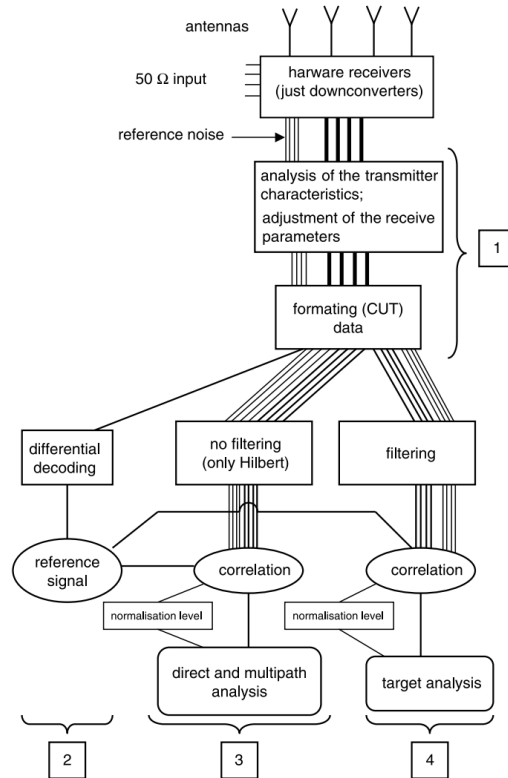 antennas
50 Ω input
harware receivers
(just downconverters)
reference noise
analysis of the transmitter
characteristics;
adjustment of the receive
parameters
1
formating (CUT)
data
differential
decoding
no filtering
(only Hilbert)
filtering
reference
signal
correlation
correlation
normalisation level
normalisation level
direct and multipath
analysis
target analysis
2
3
4